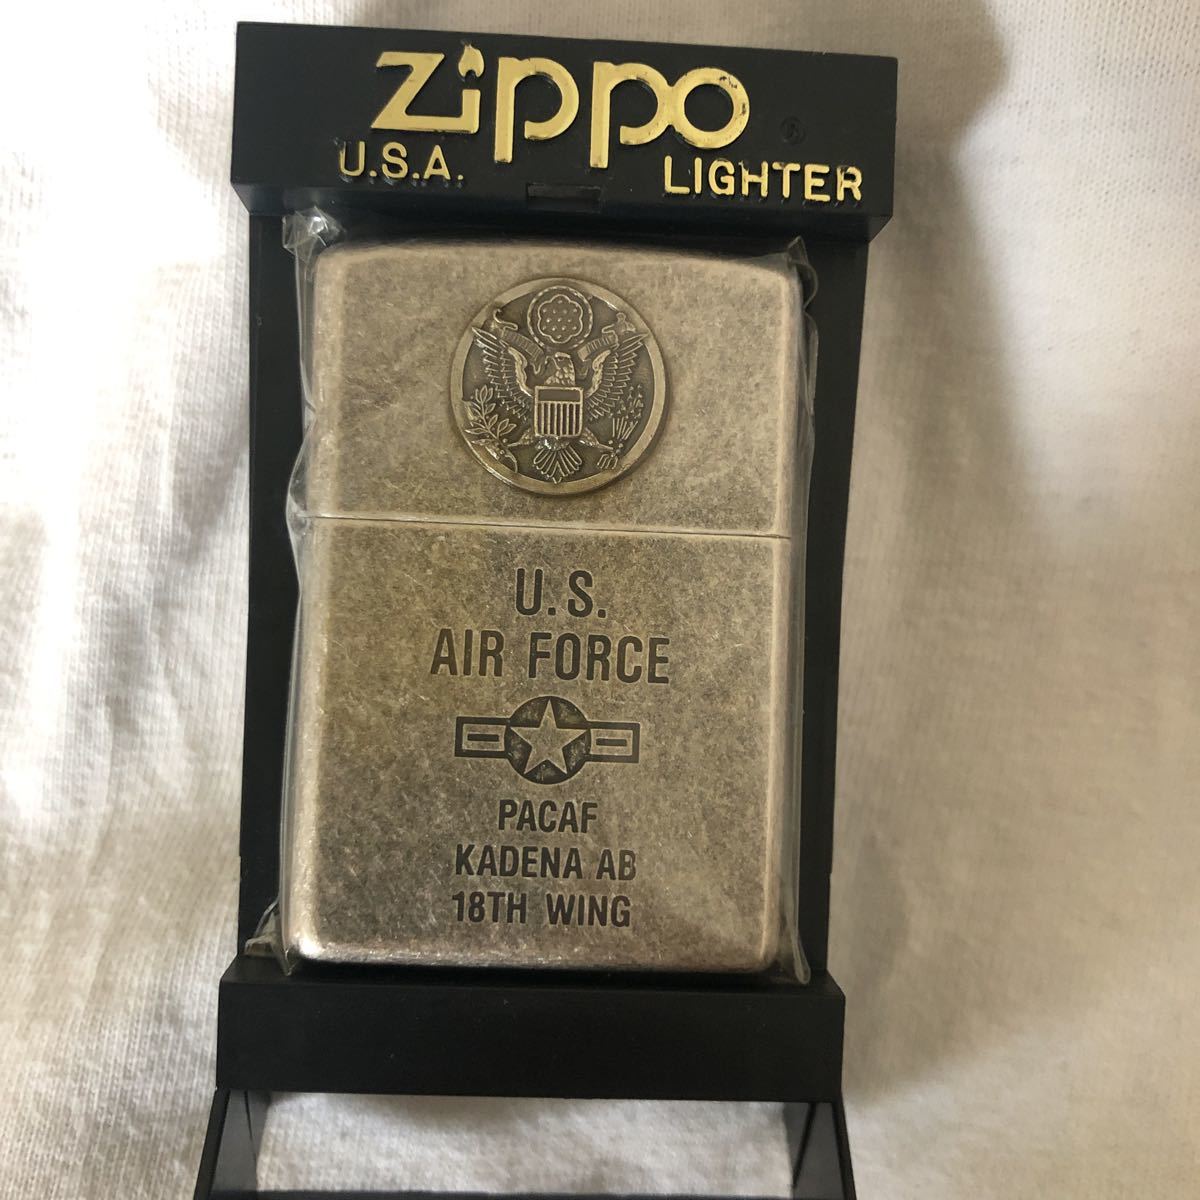 Zippo
U.S.A. LIGHTER ®
U.S.
AIR FORCE
PACAF
KADENA AB
18TH WING